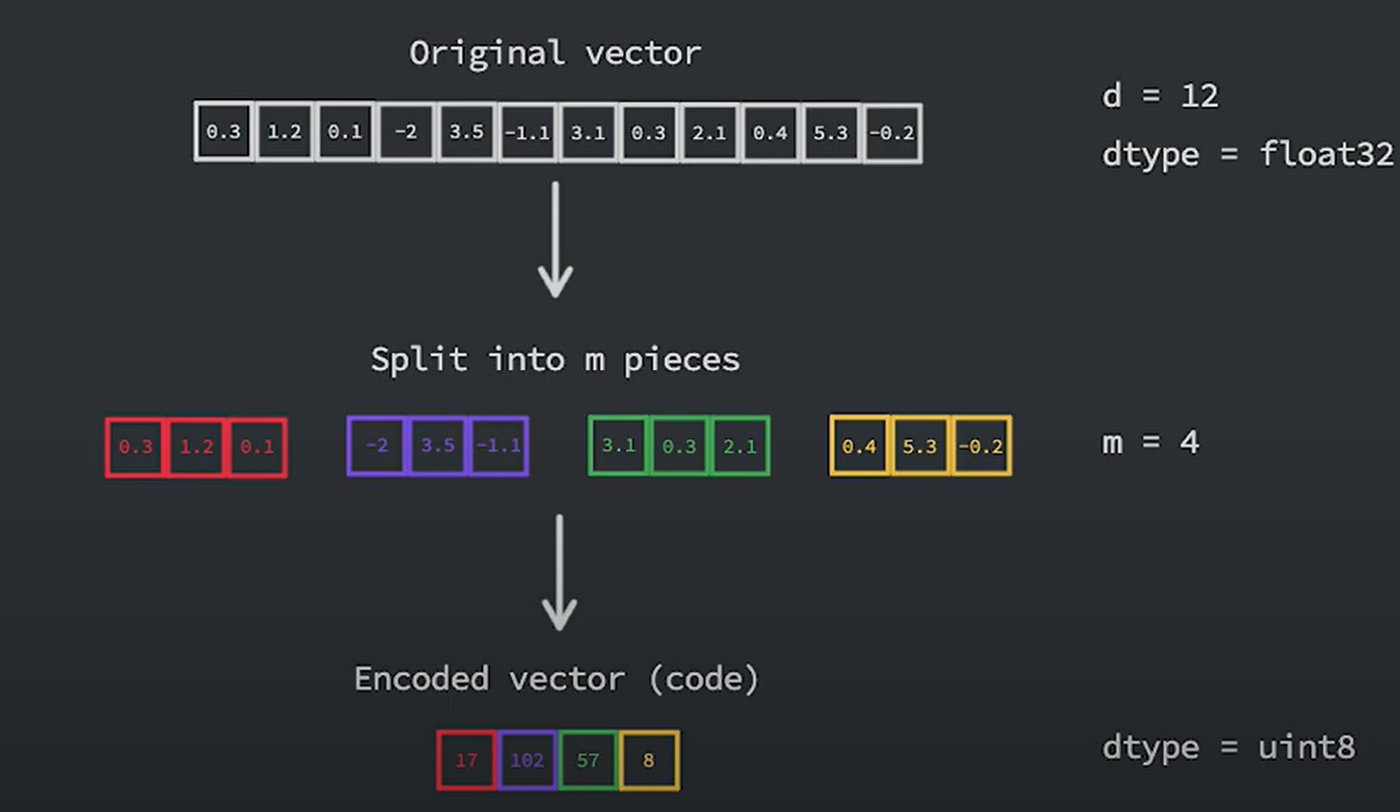 Original vector
0.3 1.2 0.1 -2 3.5 -1.1 3.1 0.3 2.1 0.4 5.3 -0.2
d = 12
dtype = float32
Split into m pieces
0.3 1.2 0.1 -2 3.5 -1.1 3.1 0.3 2.1 0.4 5.3 -0.2
m = 4
Encoded vector (code)
17 102 57 8
dtype = uint8